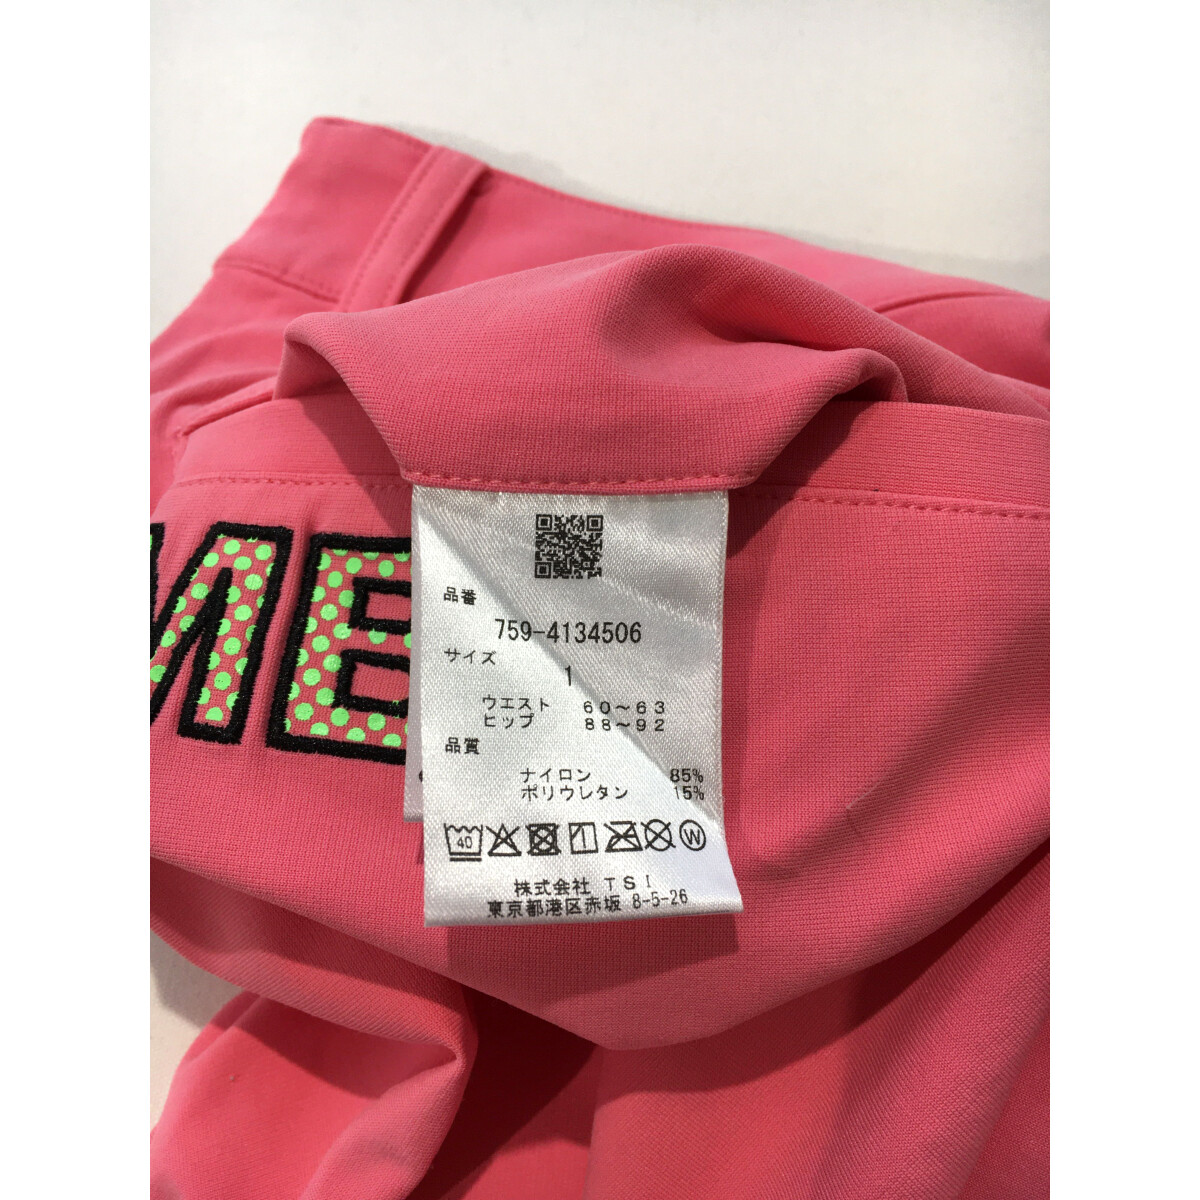 ME
品番
759-4134506
サイズ
1
ウエスト 60～63
ヒップ 88～92
品質
ナイロン 85%
ポリウレタン 15%
40 W
株式会社 TSI
東京都港区赤坂 8-5-26